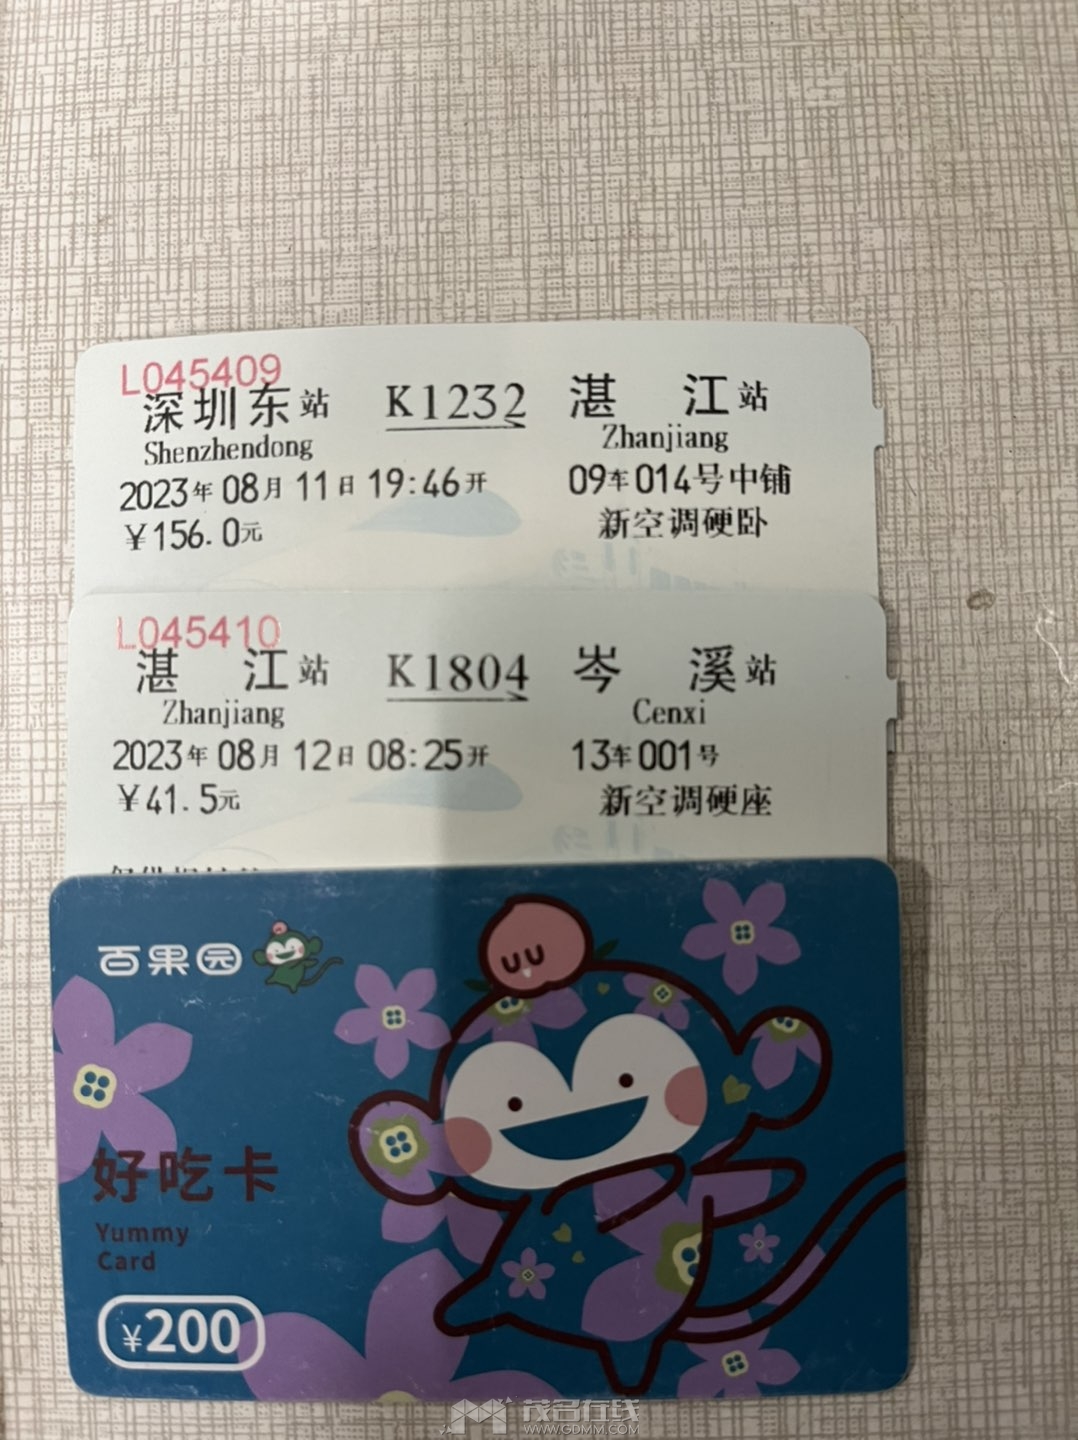 L045409
深圳东站 K1232 湛江站
Shenzhendong Zhanjiang
2023年08月11日19:46开 09车014号中铺
￥156.0元 新空调硬卧
L045410
湛江站 K1804 岑溪站
Zhanjiang Cenxi
2023年08月12日08:25开 13车001号
￥41.5元 新空调硬座
百果园
好吃卡
Yummy
Card
¥200
茂名在线
WWW.GDMM.COM